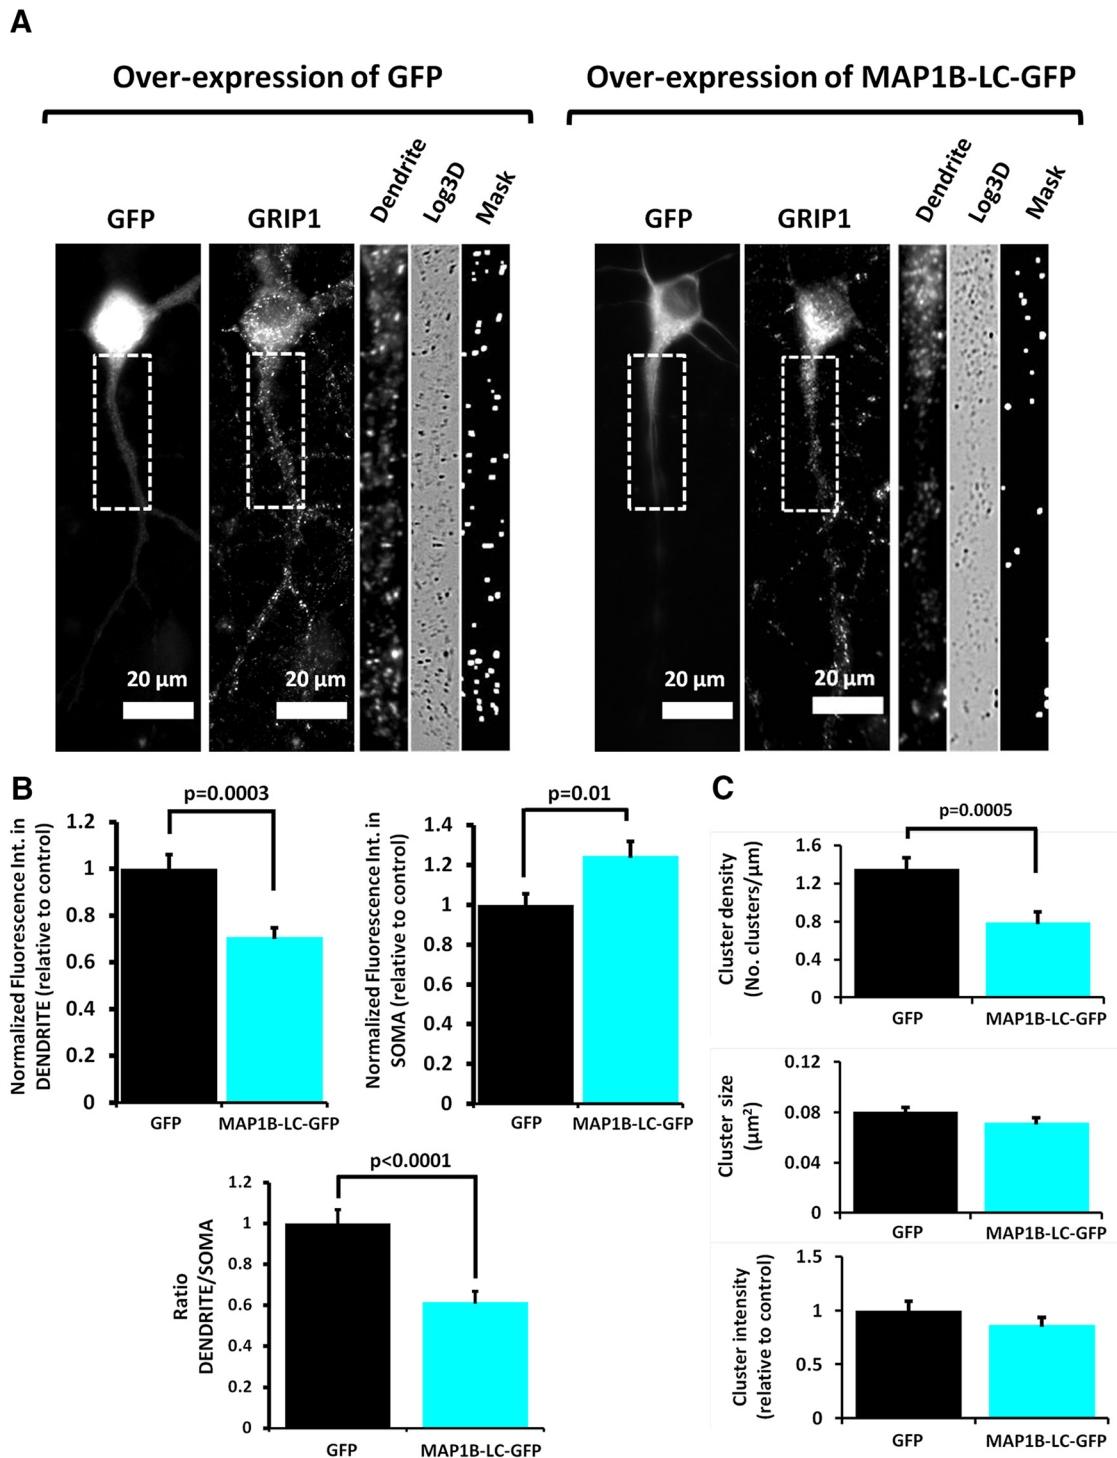 A
Over-expression of GFP
Over-expression of MAP1B-LC-GFP
GFP
GRIP1
Dendrite
Log3D
Mask
GFP
GRIP1
Dendrite
Log3D
Mask
20 μm
20 μm
20 μm
20 μm
B
p=0.0003
Normalized Fluorescence Int. in
DENDRITE (relative to control)
1.2
1
0.8
0.6
0.4
0.2
0
GFP
MAP1B-LC-GFP
p=0.01
Normalized Fluorescence Int. in
SOMA (relative to control)
1.4
1.2
1
0.8
0.6
0.4
0.2
0
GFP
MAP1B-LC-GFP
p<0.0001
Ratio
DENDRITE/SOMA
1.2
1
0.8
0.6
0.4
0.2
0
GFP
MAP1B-LC-GFP
C
p=0.0005
Cluster density
(No. clusters/μm)
1.6
1.2
0.8
0.4
0
GFP
MAP1B-LC-GFP
Cluster size
(μm²)
0.12
0.08
0.04
0
GFP
MAP1B-LC-GFP
Cluster intensity
(relative to control)
1.5
1
0.5
0
GFP
MAP1B-LC-GFP